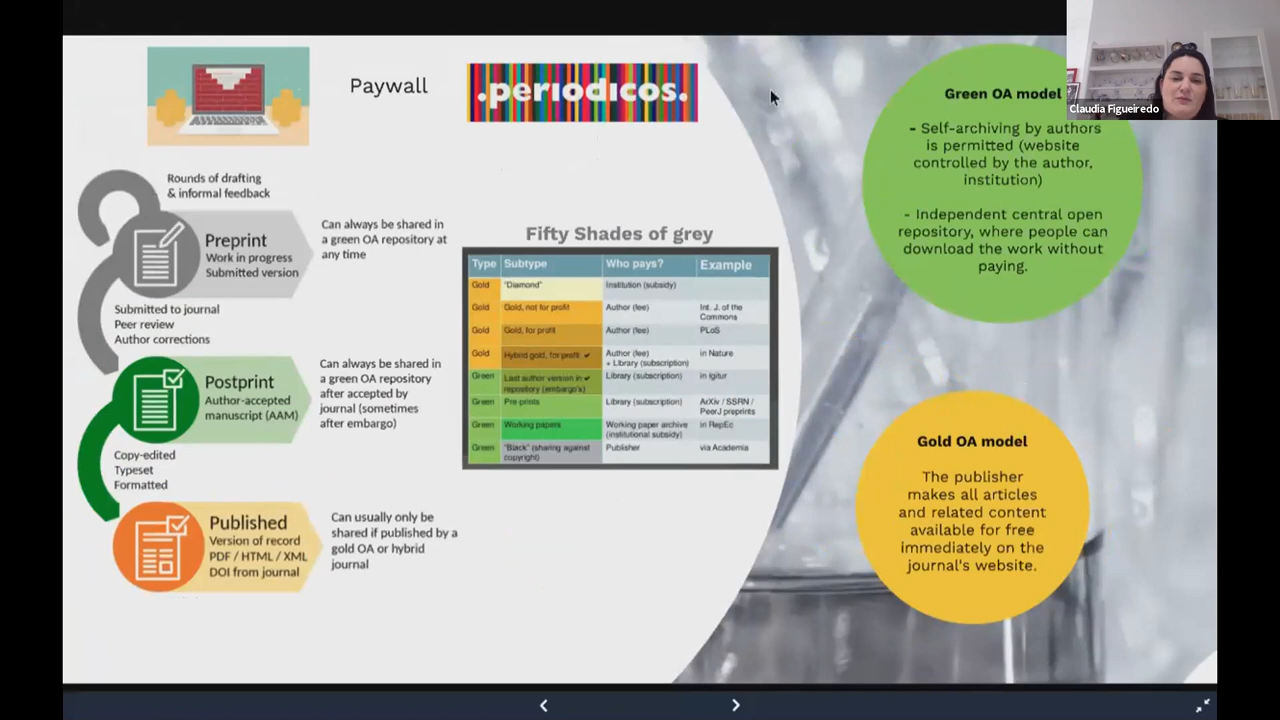 Paywall
.periodicos.
Rounds of drafting
& informal feedback
Preprint
Work in progress
Submitted version
Can always be shared in
a green OA repository at
any time
Submitted to journal
Peer review
Author corrections
Postprint
Author-accepted
manuscript (AAM)
Can always be shared in
a green OA repository
after accepted by
journal (sometimes
after embargo)
Copy-edited
Typeset
Formatted
Published
Version of record
PDF / HTML / XML
DOI from journal
Can usually only be
shared if published by a
gold OA or hybrid
journal
Fifty Shades of grey
Type Subtype Who pays? Example
Gold "Diamond" Institution (subsidy)
Gold Gold, not for profit Author (fee) Int. J. of the
Commons
Gold Gold, for profit Author (fee) PLoS
Gold Hybrid gold, for profit ✔ Author (fee) in Nature
+ Library (subscription)
Green Last author version in ✔ Library (subscription) in Igitur
repository (embargo's)
Green Pre-prints Library (subscription) ArXiv / SSRN /
PeerJ preprints
Green Working papers Working paper archive in RepEc
(institutional subsidy)
Green "Black" (sharing against Publisher via Academia
copyright)
Green OA model
- Self-archiving by authors
is permitted (website
controlled by the author,
institution)
- Independent central open
repository, where people can
download the work without
paying.
Gold OA model
The publisher
makes all articles
and related content
available for free
immediately on the
journal's website.
Claudia Figueiredo